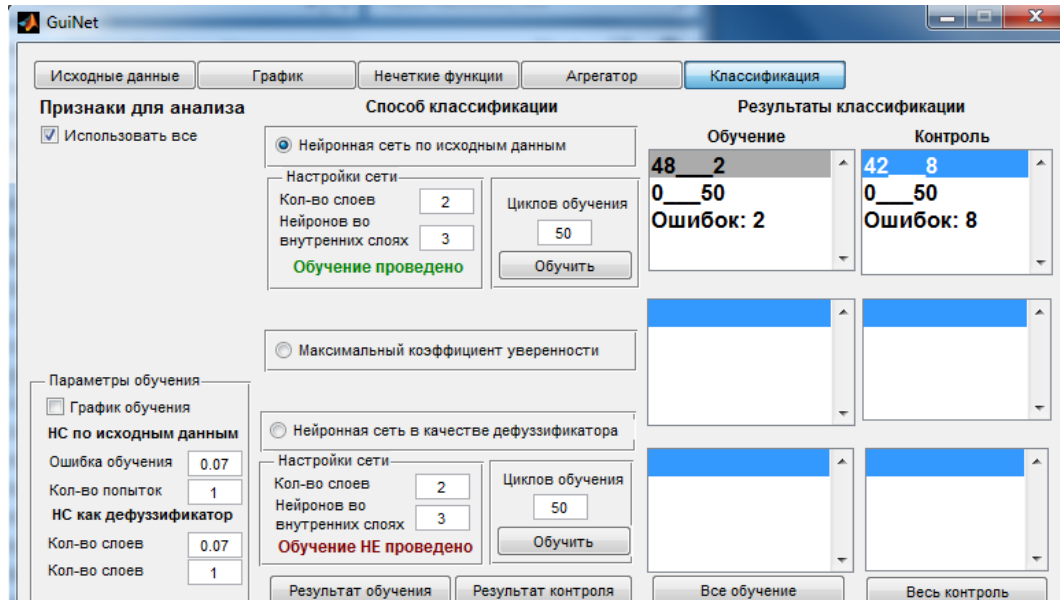 GuiNet
Исходные данные
График
Нечеткие функции
Агрегатор
Классификация
Признаки для анализа
Использовать все
Способ классификации
Нейронная сеть по исходным данным
Настройки сети
Кол-во слоев 2
Нейронов во
внутренних слоях 3
Обучение проведено
Циклов обучения
50
Обучить
Максимальный коэффициент уверенности
Нейронная сеть в качестве дефуззификатора
Настройки сети
Кол-во слоев 2
Нейронов во
внутренних слоях 3
Обучение НЕ проведено
Циклов обучения
50
Обучить
Результат обучения
Результат контроля
Параметры обучения
График обучения
НС по исходным данным
Ошибка обучения 0.07
Кол-во попыток 1
НС как дефуззификатор
Кол-во слоев 0.07
Кол-во слоев 1
Результаты классификации
Обучение
48___2
0___50
Ошибок: 2
Контроль
42___8
0___50
Ошибок: 8
Все обучение
Весь контроль